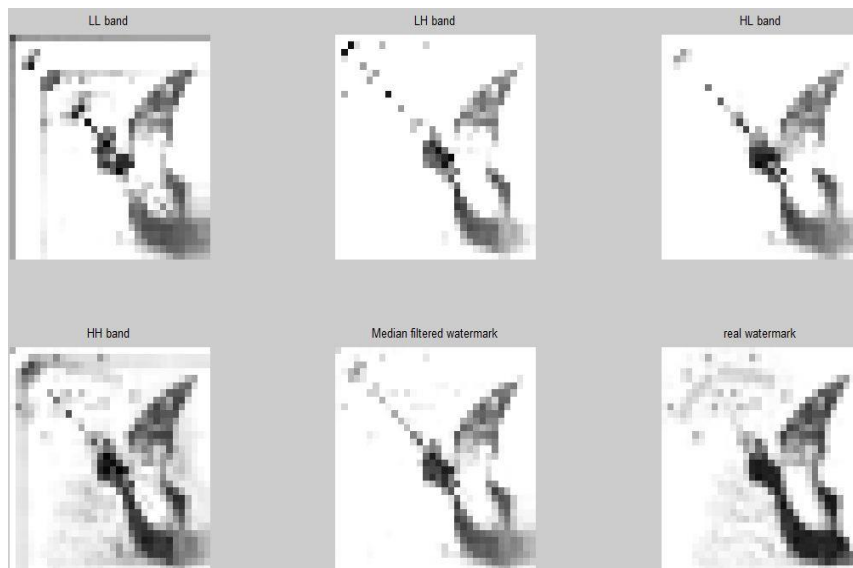 LL band
LH band
HL band
HH band
Median filtered watermark
real watermark